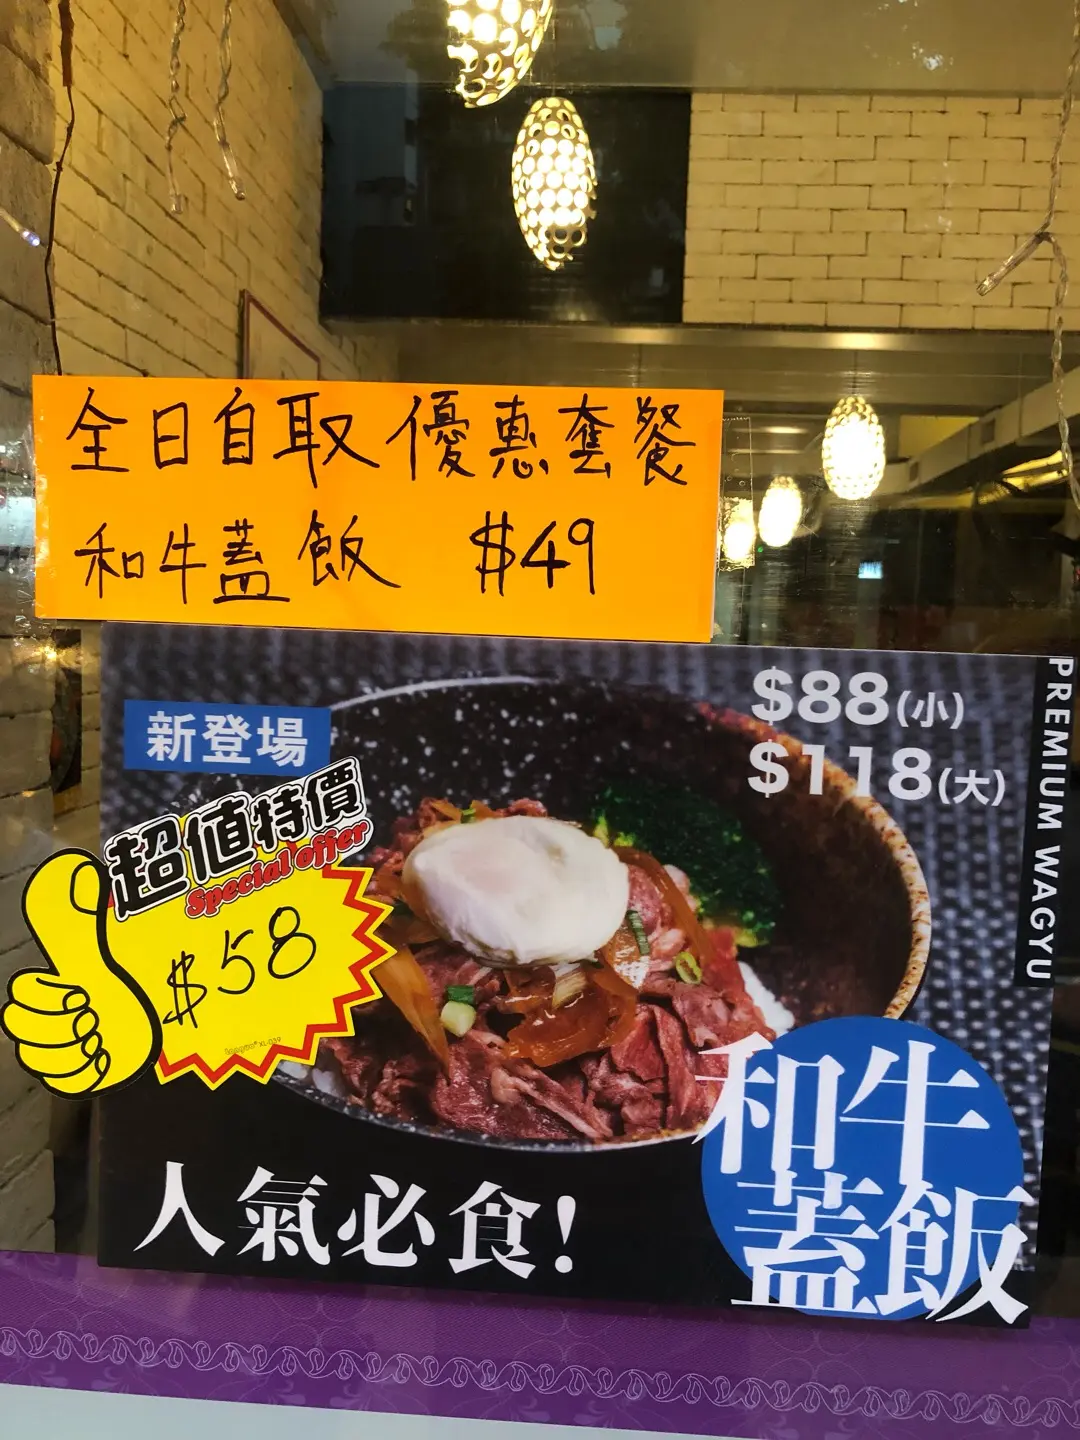 全日自取優惠套餐
和牛蓋飯 $49
$88(小)
$118(大)
PREMIUM WAGYU
新登場
超值特價
Special offer
$58
和牛
蓋飯
人氣必食!